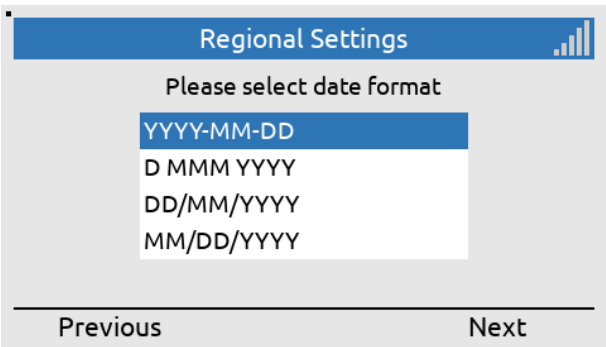 Regional Settings
Please select date format
YYYY-MM-DD
D MMM YYYY
DD/MM/YYYY
MM/DD/YYYY
Previous Next